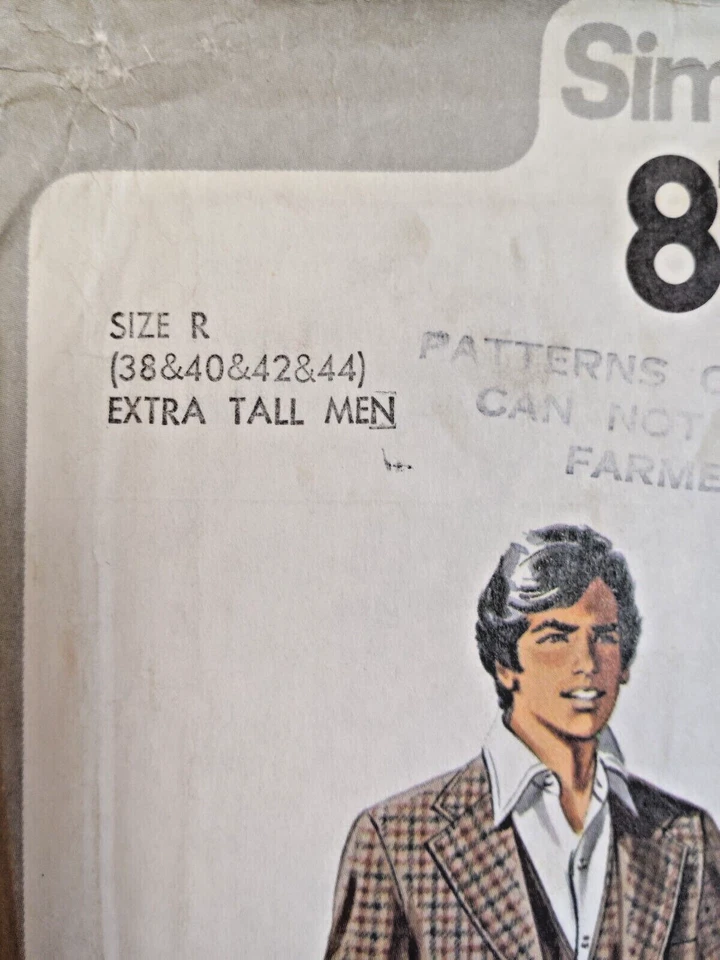 Sim
8
SIZE R
(38&40&42&44)
EXTRA TALL MEN
PATTERNS
CAN NOT
FARME